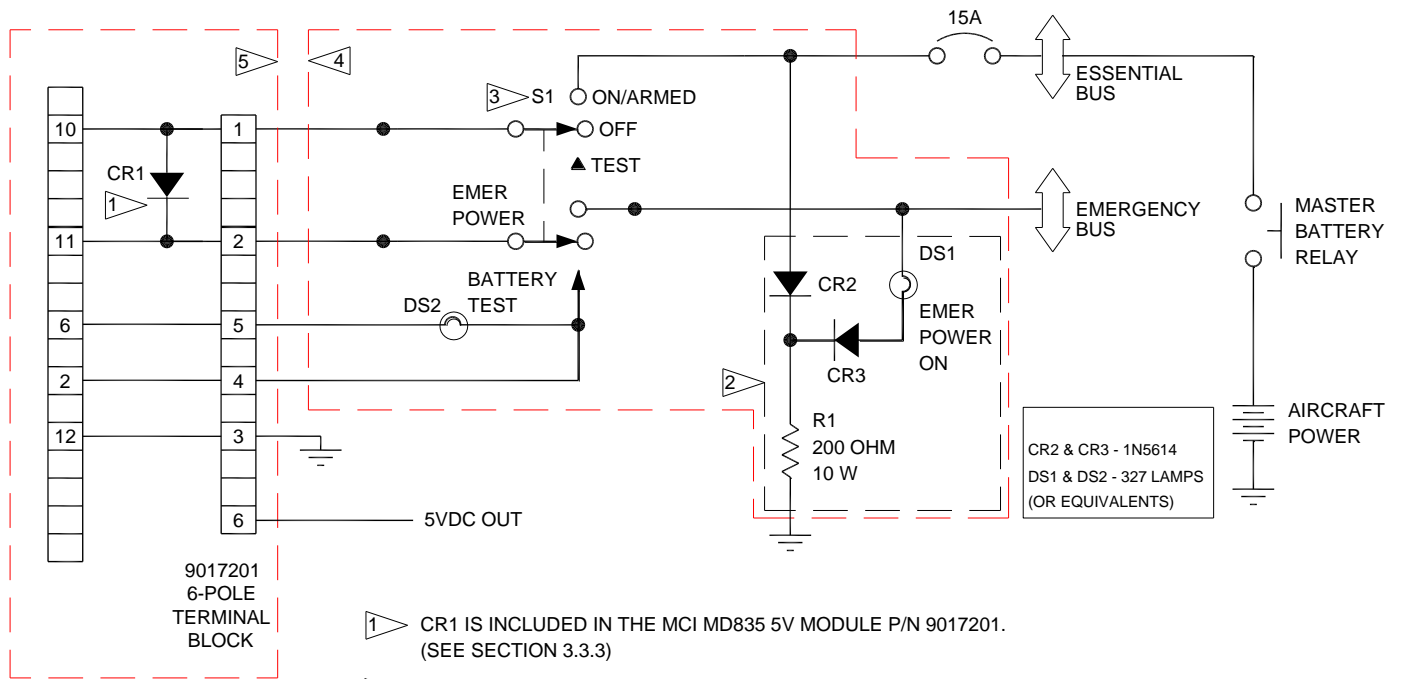 15A
5
4
ESSENTIAL
BUS
3
S1
ON/ARMED
10
1
OFF
CR1
TEST
1
EMER
POWER
EMERGENCY
BUS
MASTER
BATTERY
RELAY
11
2
DS1
BATTERY
TEST
CR2
DS2
EMER
POWER
ON
6
5
CR3
2
4
2
R1
200 OHM
10 W
AIRCRAFT
POWER
12
3
CR2 & CR3 - 1N5614
DS1 & DS2 - 327 LAMPS
(OR EQUIVALENTS)
6
5VDC OUT
9017201
6-POLE
TERMINAL
BLOCK
1 CR1 IS INCLUDED IN THE MCI MD835 5V MODULE P/N 9017201.
(SEE SECTION 3.3.3)